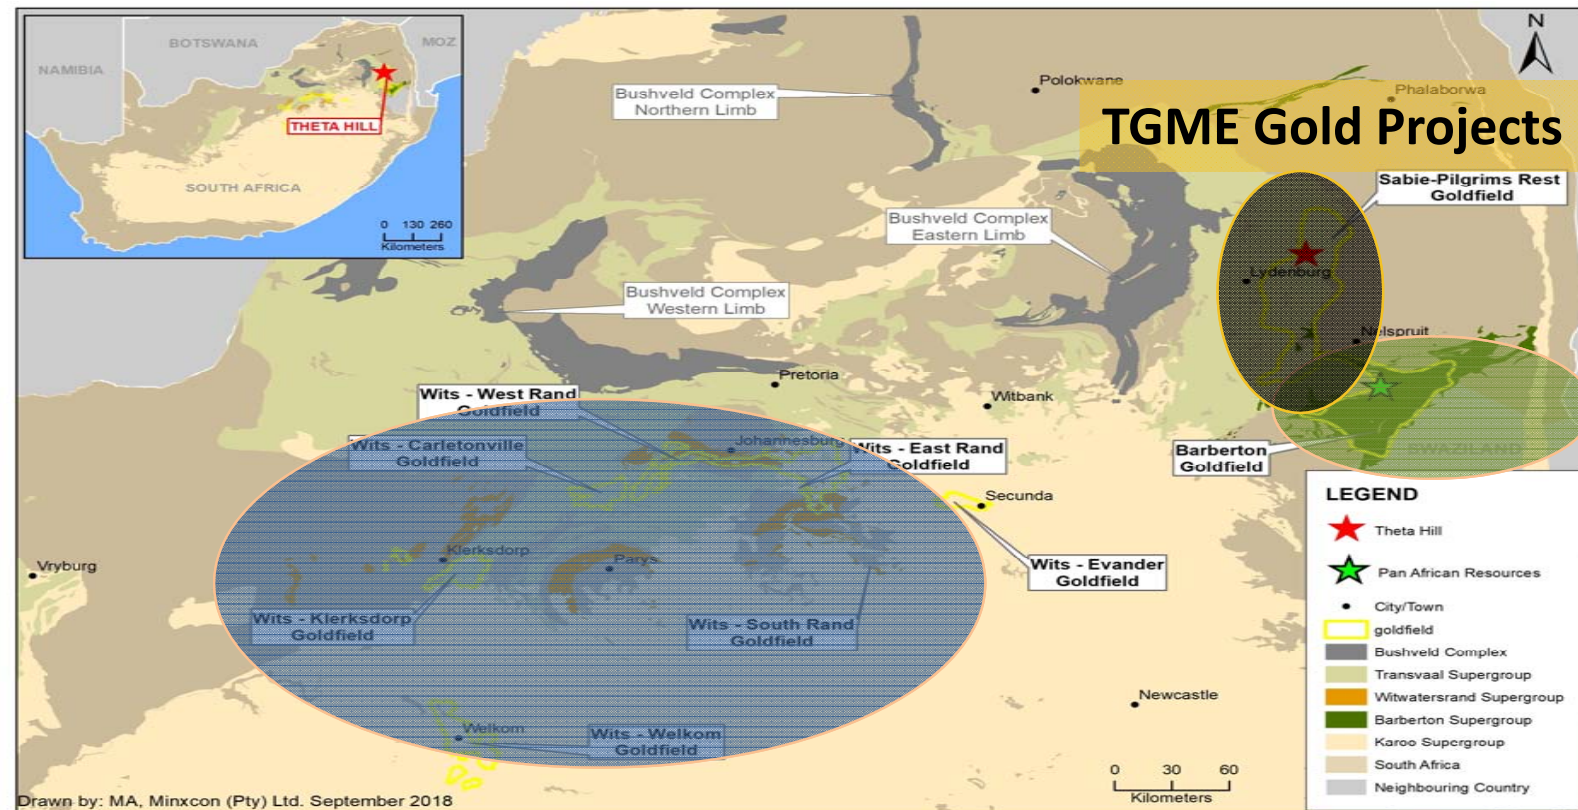 BOTSWANA
MOZ
NAMIBIA
THETA HILL
SOUTH AFRICA
0 130 260
Kilometers
N
Polokwane
Phalaborwa
Bushveld Complex
Northern Limb
TGME Gold Projects
Sabie-Pilgrims Rest
Goldfield
Bushveld Complex
Eastern Limb
Lydenburg
Bushveld Complex
Western Limb
Nelspruit
Pretoria
Witbank
Wits - West Rand
Goldfield
Wits - Carletonville
Goldfield
Johannesburg
Wits - East Rand
Goldfield
Barberton
Goldfield
SWAZILAND
Secunda
Klerksdorp
Parys
Wits - Evander
Goldfield
Vryburg
Wits - Klerksdorp
Goldfield
Wits - South Rand
Goldfield
Newcastle
Welkom
Wits - Welkom
Goldfield
0 30 60
Kilometers
LEGEND
Theta Hill
Pan African Resources
City/Town
goldfield
Bushveld Complex
Transvaal Supergroup
Witwatersrand Supergroup
Barberton Supergroup
Karoo Supergroup
South Africa
Neighbouring Country
Drawn by: MA, Minxcon (Pty) Ltd. September 2018